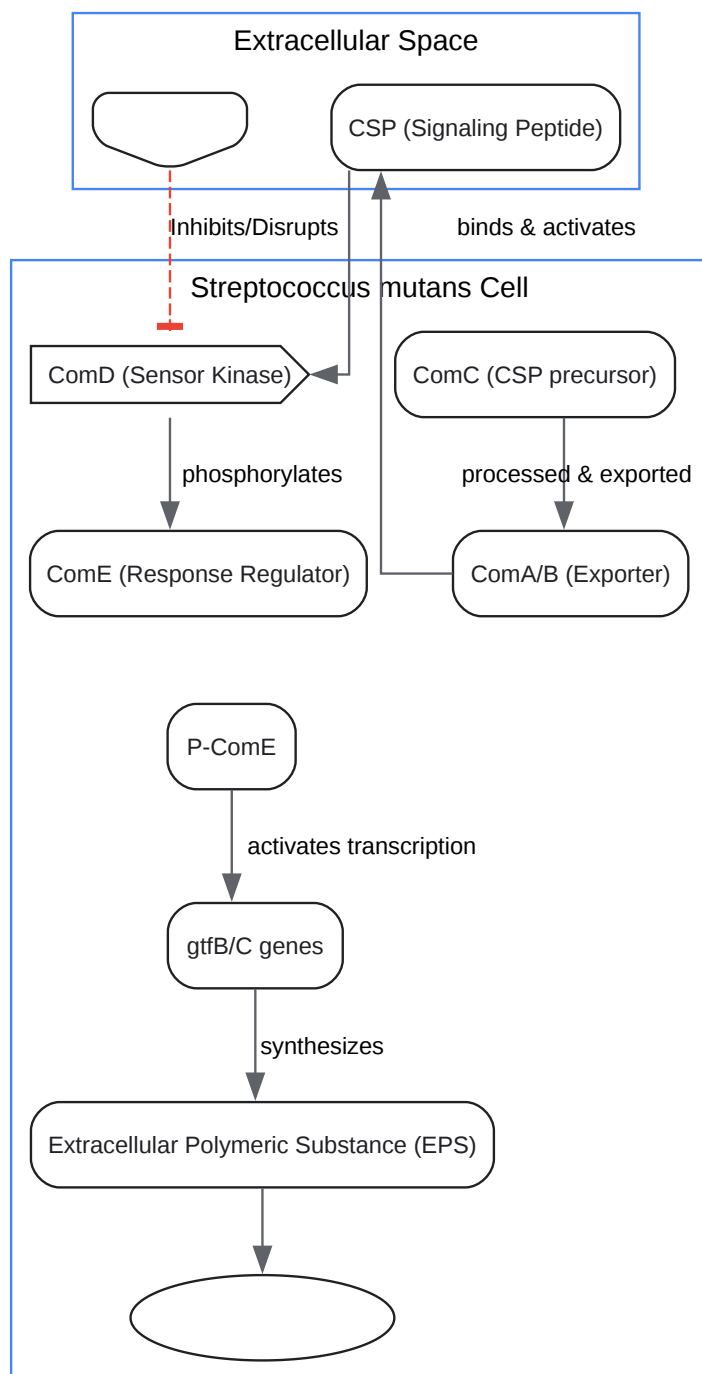 Extracellular Space
CSP (Signaling Peptide)
Inhibits/Disrupts
binds & activates
Streptococcus mutans Cell
ComD (Sensor Kinase)
ComC (CSP precursor)
phosphorylates
processed & exported
ComE (Response Regulator)
ComA/B (Exporter)
P-ComE
activates transcription
gtfB/C genes
synthesizes
Extracellular Polymeric Substance (EPS)